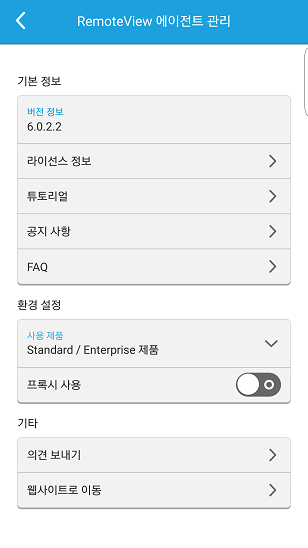 RemoteView 에이전트 관리
기본 정보
버전 정보
6.0.2.2
라이선스 정보
튜토리얼
공지 사항
FAQ
환경 설정
사용 제품
Standard / Enterprise 제품
프록시 사용
기타
의견 보내기
웹사이트로 이동